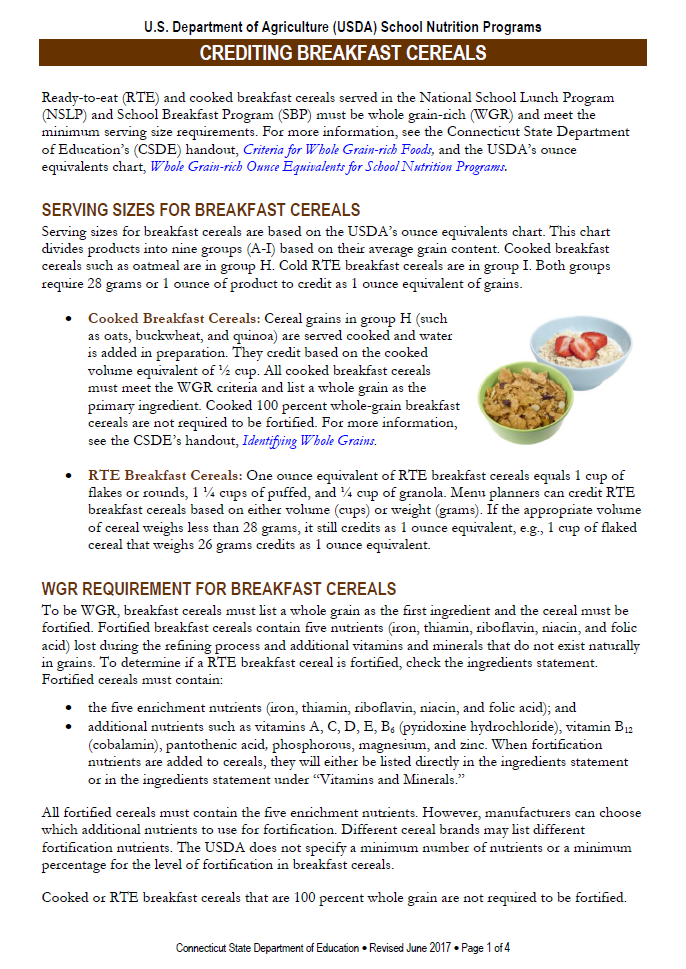 U.S. Department of Agriculture (USDA) School Nutrition Programs
CREDITING BREAKFAST CEREALS
Ready-to-eat (RTE) and cooked breakfast cereals served in the National School Lunch Program
(NSLP) and School Breakfast Program (SBP) must be whole grain-rich (WGR) and meet the
minimum serving size requirements. For more information, see the Connecticut State Department
of Education's (CSDE) handout, Criteria for Whole Grain-rich Foods, and the USDA's ounce
equivalents chart, Whole Grain-rich Ounce Equivalents for School Nutrition Programs.
SERVING SIZES FOR BREAKFAST CEREALS
Serving sizes for breakfast cereals are based on the USDA's ounce equivalents chart. This chart
divides products into nine groups (A-I) based on their average grain content. Cooked breakfast
cereals such as oatmeal are in group H. Cold RTE breakfast cereals are in group I. Both groups
require 28 grams or 1 ounce of product to credit as 1 ounce equivalent of grains.
• Cooked Breakfast Cereals: Cereal grains in group H (such
as oats, buckwheat, and quinoa) are served cooked and water
is added in preparation. They credit based on the cooked
volume equivalent of ½ cup. All cooked breakfast cereals
must meet the WGR criteria and list a whole grain as the
primary ingredient. Cooked 100 percent whole-grain breakfast
cereals are not required to be fortified. For more information,
see the CSDE's handout, Identifying Whole Grains.
• RTE Breakfast Cereals: One ounce equivalent of RTE breakfast cereals equals 1 cup of
flakes or rounds, 1 ¼ cups of puffed, and ¼ cup of granola. Menu planners can credit RTE
breakfast cereals based on either volume (cups) or weight (grams). If the appropriate volume
of cereal weighs less than 28 grams, it still credits as 1 ounce equivalent, e.g., 1 cup of flaked
cereal that weighs 26 grams credits as 1 ounce equivalent.
WGR REQUIREMENT FOR BREAKFAST CEREALS
To be WGR, breakfast cereals must list a whole grain as the first ingredient and the cereal must be
fortified. Fortified breakfast cereals contain five nutrients (iron, thiamin, riboflavin, niacin, and folic
acid) lost during the refining process and additional vitamins and minerals that do not exist naturally
in grains. To determine if a RTE breakfast cereal is fortified, check the ingredients statement.
Fortified cereals must contain:
• the five enrichment nutrients (iron, thiamin, riboflavin, niacin, and folic acid); and
• additional nutrients such as vitamins A, C, D, E, B6 (pyridoxine hydrochloride), vitamin B12
(cobalamin), pantothenic acid, phosphorous, magnesium, and zinc. When fortification
nutrients are added to cereals, they will either be listed directly in the ingredients statement
or in the ingredients statement under “Vitamins and Minerals.”
All fortified cereals must contain the five enrichment nutrients. However, manufacturers can choose
which additional nutrients to use for fortification. Different cereal brands may list different
fortification nutrients. The USDA does not specify a minimum number of nutrients or a minimum
percentage for the level of fortification in breakfast cereals.
Cooked or RTE breakfast cereals that are 100 percent whole grain are not required to be fortified.
Connecticut State Department of Education • Revised June 2017 • Page 1 of 4